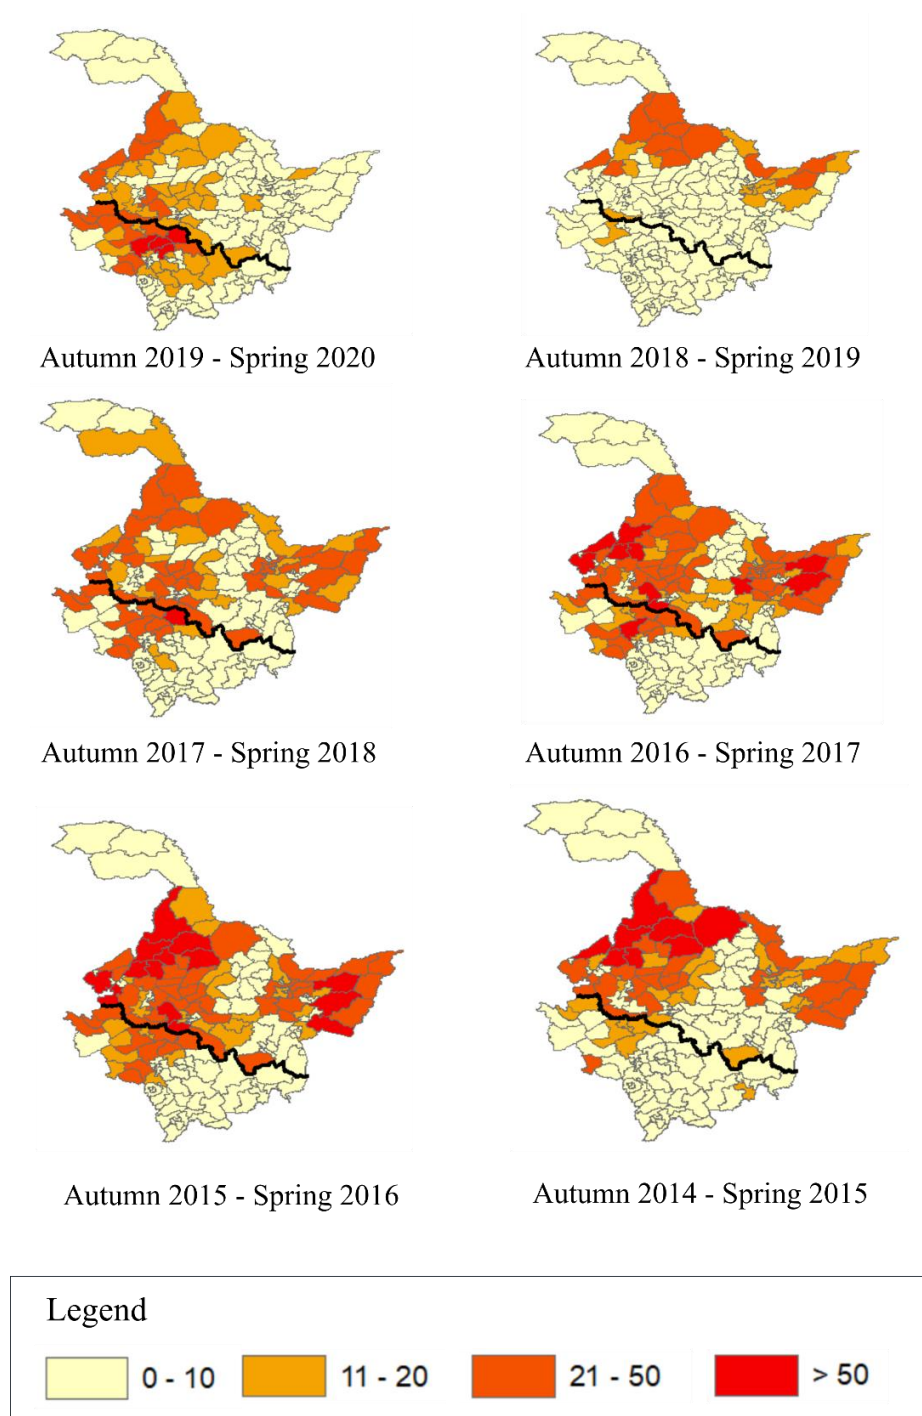 Autumn 2019 - Spring 2020
Autumn 2018 - Spring 2019
Autumn 2017 - Spring 2018
Autumn 2016 - Spring 2017
Autumn 2015 - Spring 2016
Autumn 2014 - Spring 2015
Legend
0 - 10
11 - 20
21 - 50
> 50